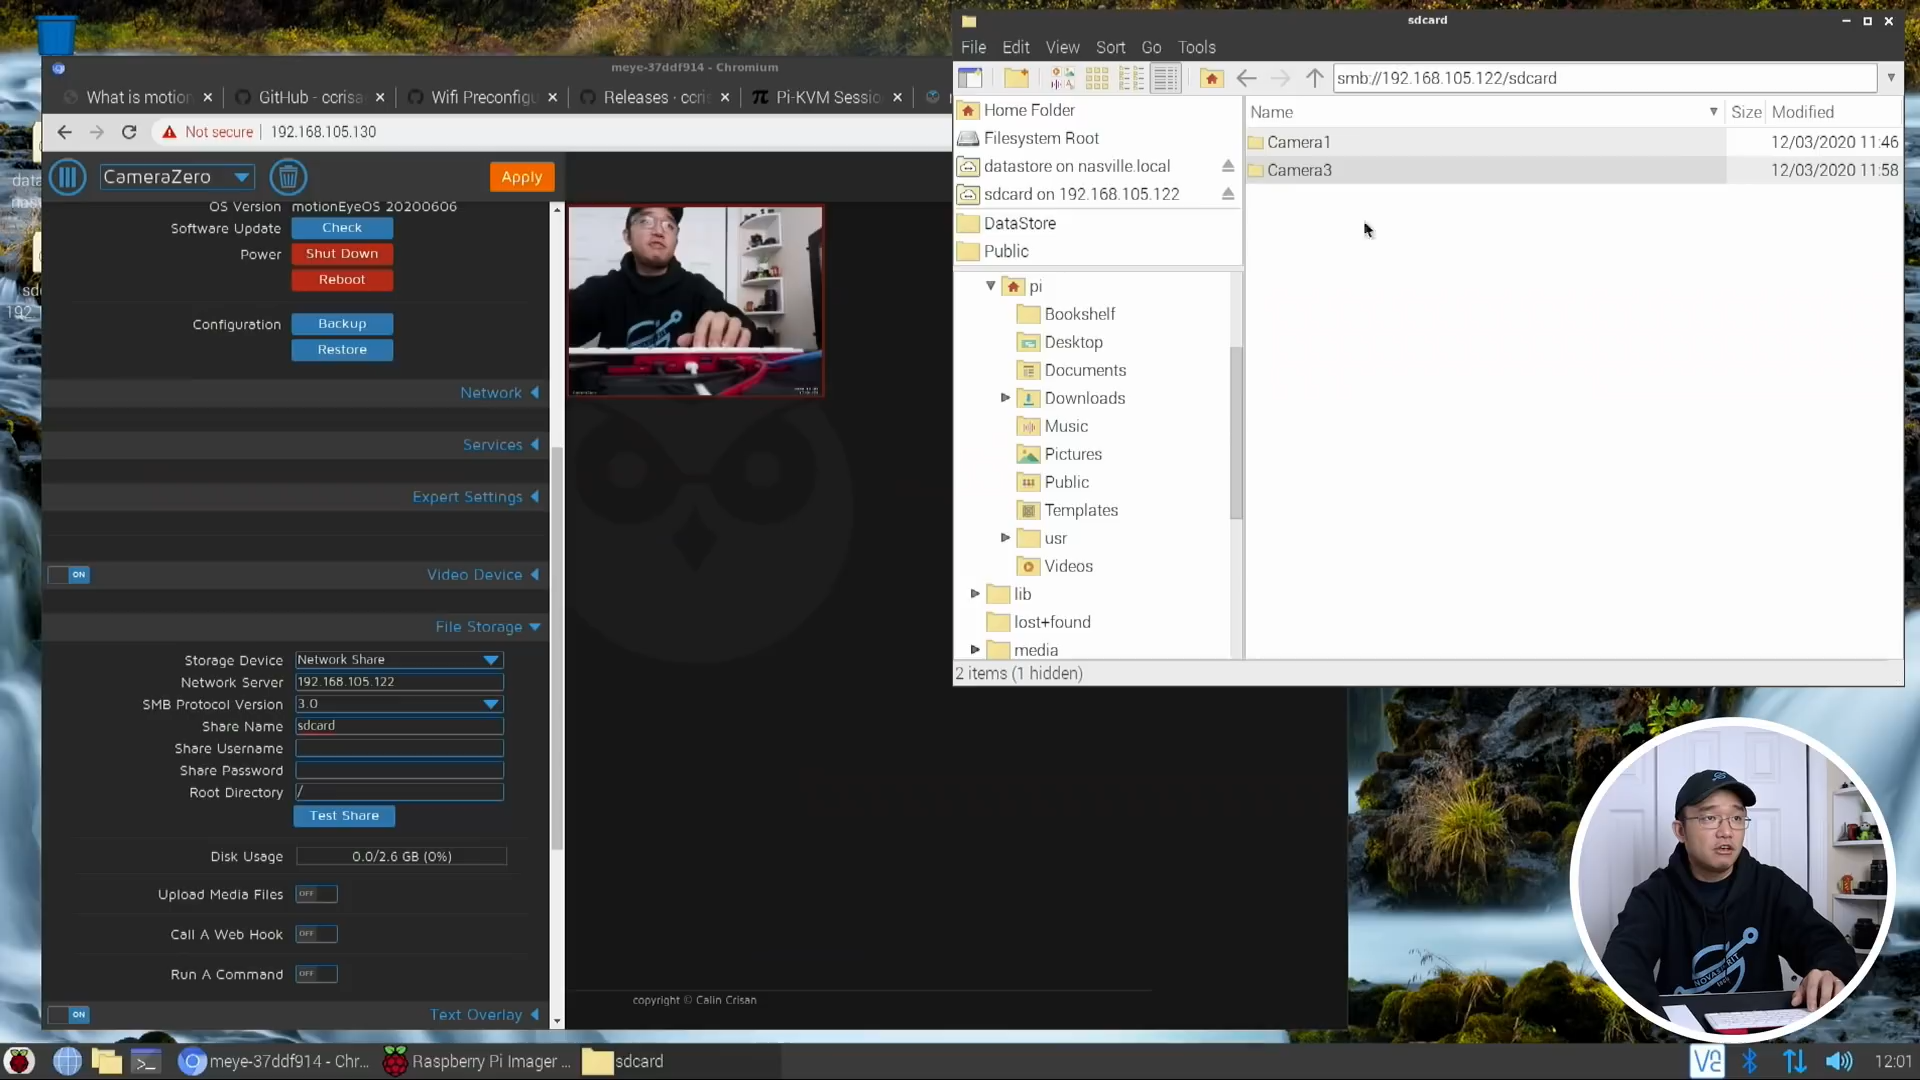 meye-37ddf914 - Chromium
What is motion
GitHub - ccrisa
Wifi Preconfigu
Releases · ccri
Pi-KVM Sessio
Not secure
192.168.105.130
CameraZero
Apply
OS Version motionEyeOS 20200606
Software Update Check
Power Shut Down
Reboot
Configuration Backup
Restore
Network
Services
Expert Settings
ON Video Device
File Storage
Storage Device Network Share
Network Server 192.168.105.122
SMB Protocol Version 3.0
Share Name sdcard
Share Username
Share Password
Root Directory /
Test Share
Disk Usage 0.0/2.6 GB (0%)
Upload Media Files OFF
Call A Web Hook OFF
Run A Command OFF
ON Text Overlay
copyright © Calin Crisan
sdcard
File Edit View Sort Go Tools
smb://192.168.105.122/sdcard
Home Folder
Filesystem Root
datastore on nasville.local
sdcard on 192.168.105.122
DataStore
Public
pi
Bookshelf
Desktop
Documents
Downloads
Music
Pictures
Public
Templates
usr
Videos
lib
lost+found
media
Name Size Modified
Camera1 12/03/2020 11:46
Camera3 12/03/2020 11:58
2 items (1 hidden)
NOVASPIRIT
TECH
meye-37ddf914 - Chr...
Raspberry Pi Imager ...
sdcard
12:01